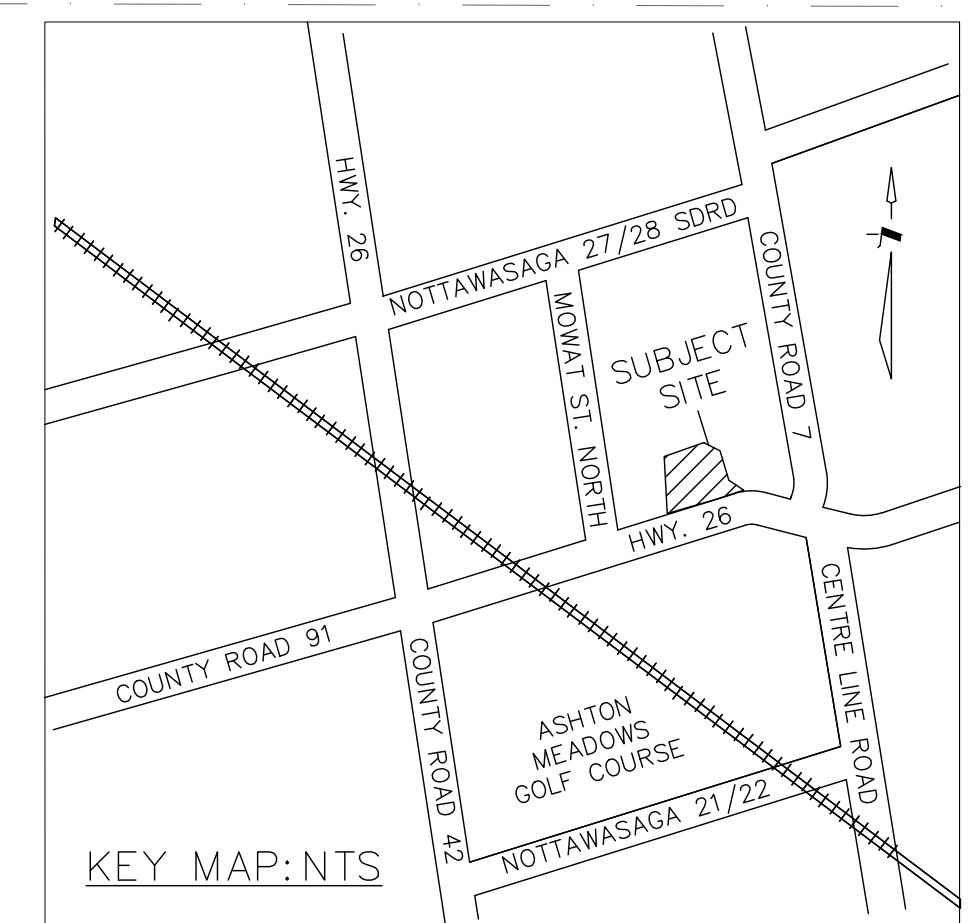 HWY. 26
NOTTAWASAGA 27/28 SDRD
COUNTY ROAD 7
MOWAT ST. NORTH
SUBJECT
SITE
HWY. 26
COUNTY ROAD 91
COUNTY ROAD 42
CENTRE LINE ROAD
ASHTON
MEADOWS
GOLF COURSE
NOTTAWASAGA 21/22
KEY MAP:NTS